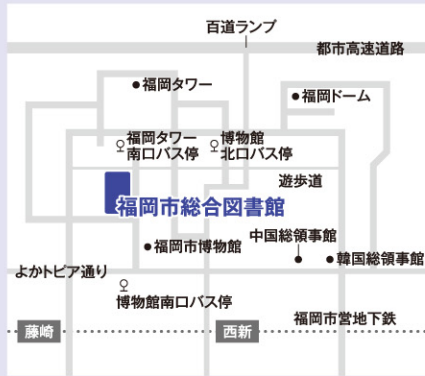 百道ランプ
都市高速道路
福岡タワー
福岡ドーム
福岡タワー
南口バス停
博物館
北口バス停
遊歩道
福岡市総合図書館
中国総領事館
福岡市博物館
韓国総領事館
よかトピア通り
博物館南口バス停
福岡市営地下鉄
藤崎
西新